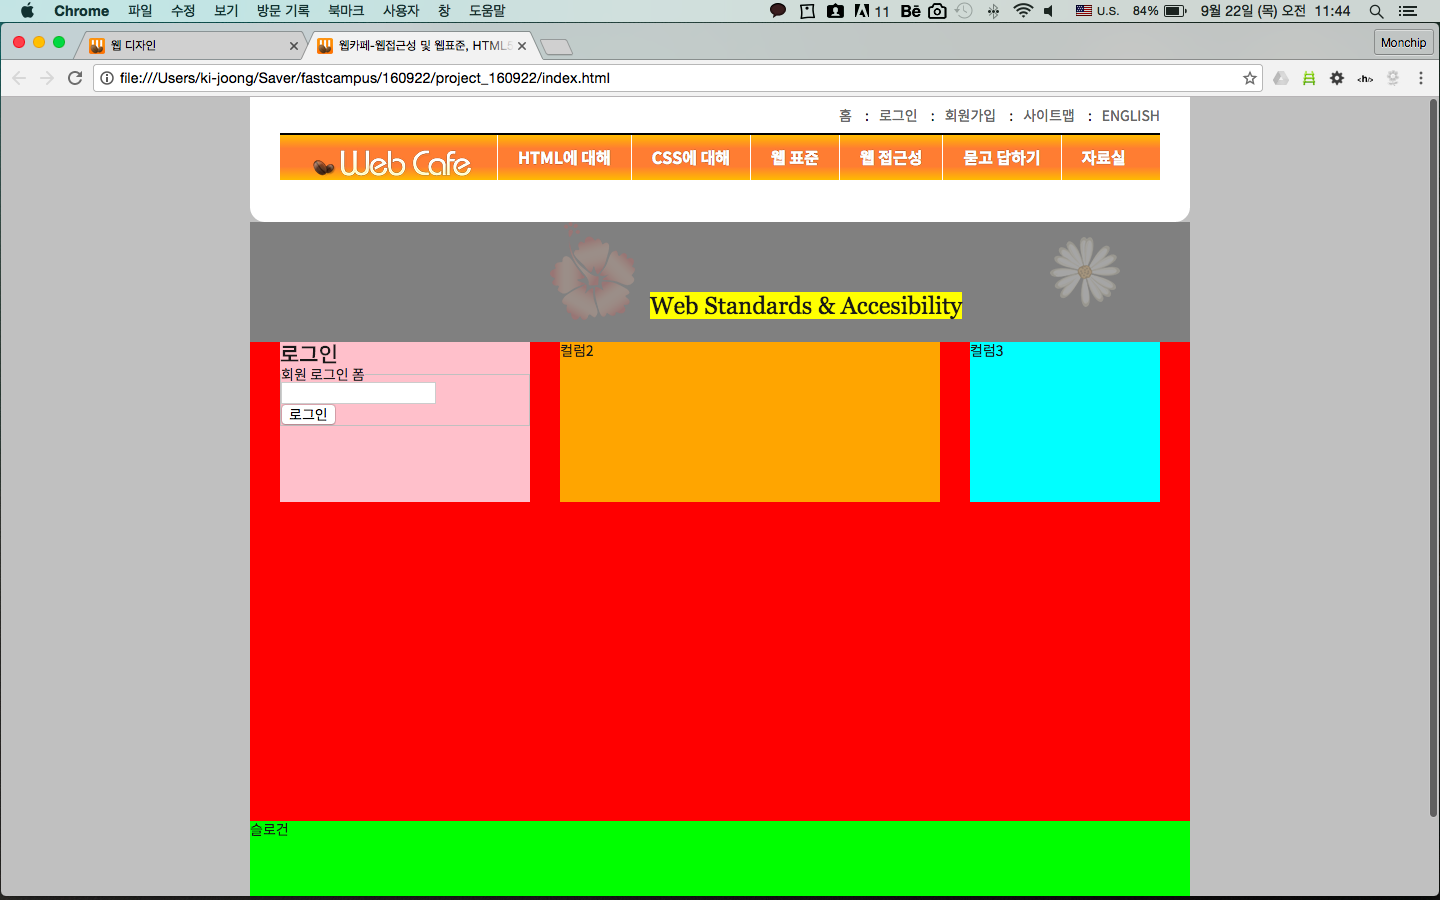 Chrome 파일 수정 보기 방문 기록 북마크 사용자 창 도움말 11 Bē U.S. 84% 9월 22일 (목) 오전 11:44
웹 디자인 웹카페-웹접근성 및 웹표준, HTML5 Monchip
file:///Users/ki-joong/Saver/fastcampus/160922/project_160922/index.html <h/>
홈 : 로그인 : 회원가입 : 사이트맵 : ENGLISH
Web Cafe HTML에 대해 CSS에 대해 웹 표준 웹 접근성 묻고 답하기 자료실
Web Standards & Accesibility
로그인 컬럼2 컬럼3
회원 로그인 폼
로그인
슬로건